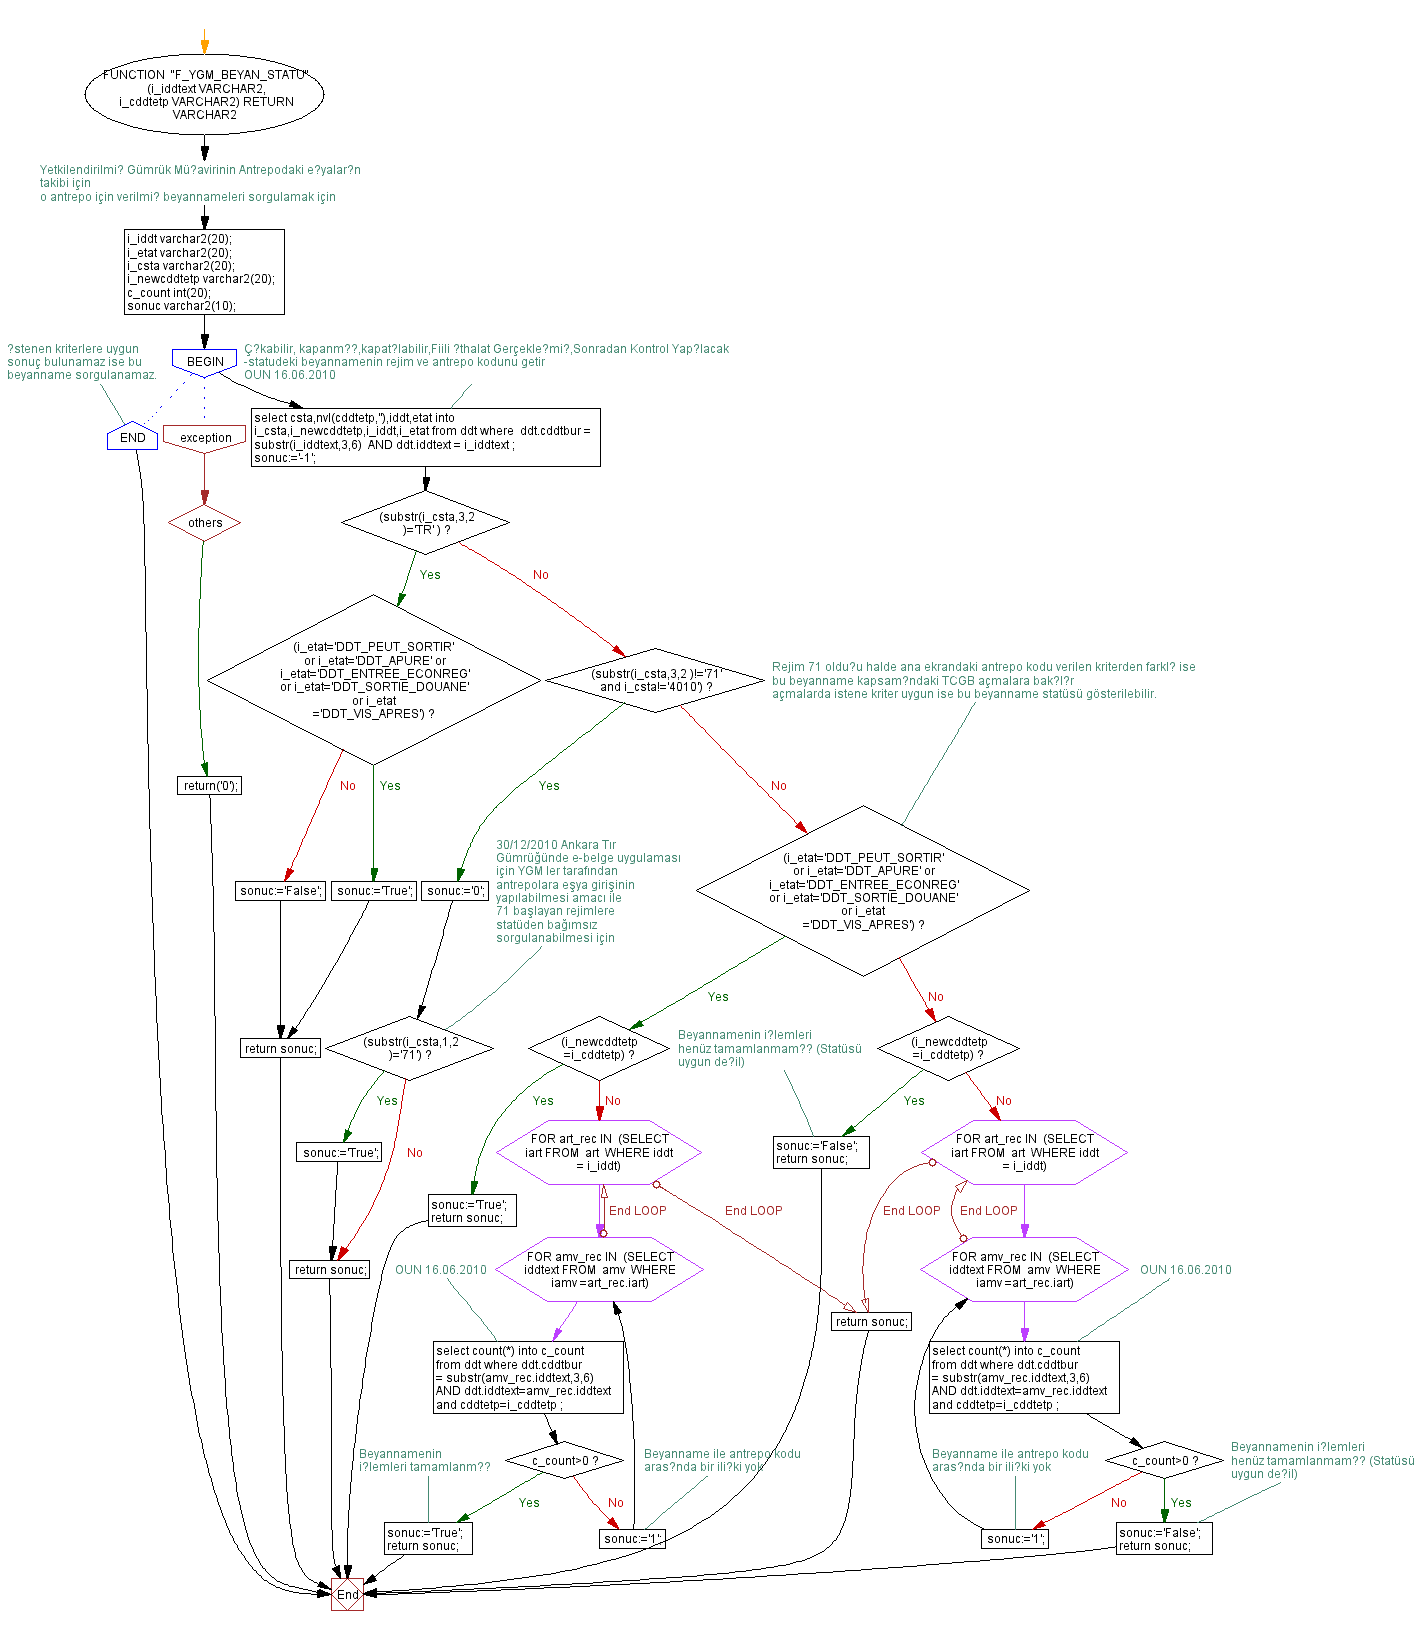 FUNCTION "F_YGM_BEYAN_STATU"
(i_iddtext VARCHAR2,
i_cddtetp VARCHAR2) RETURN
VARCHAR2
Yetkilendirilmi? Gümrük Mü?avirinin Antrepodaki e?yalar?n
takibi için
o antrepo için verilmi? beyannameleri sorgulamak için
i_iddt varchar2(20);
i_etat varchar2(20);
i_csta varchar2(20);
i_newcddtetp varchar2(20);
c_count int(20);
sonuc varchar2(10);
?stenen kriterlere uygun
sonuç bulunamaz ise bu
beyanname sorgulanamaz.
BEGIN
Ç?kabilir, kapanm??,kapat?labilir,Fiili ?thalat Gerçekle?mi?,Sonradan Kontrol Yap?lacak
-statudeki beyannamenin rejim ve antrepo kodunu getir
OUN 16.06.2010
END
exception
select csta,nvl(cddtetp,''),iddt,etat into
i_csta,i_newcddtetp,i_iddt,i_etat from ddt where  ddt.cddtbur =
substr(i_iddtext,3,6)  AND ddt.iddtext = i_iddtext ;
sonuc:='-1';
others
(substr(i_csta,3,2
)='TR' ) ?
Yes
No
(i_etat='DDT_PEUT_SORTIR'
or i_etat='DDT_APURE' or
i_etat='DDT_ENTREE_ECONREG'
or i_etat='DDT_SORTIE_DOUANE'
or i_etat
='DDT_VIS_APRES') ?
(substr(i_csta,3,2 )!='71'
and i_csta!='4010') ?
Rejim 71 oldu?u halde ana ekrandaki antrepo kodu verilen kriterden farkl? ise
bu beyanname kapsam?ndaki TCGB açmalara bak?l?r
açmalarda istene kriter uygun ise bu beyanname statüsü gösterilebilir.
return('0');
No
Yes
Yes
No
30/12/2010 Ankara Tır
Gümrüğünde e-belge uygulaması
için YGM ler tarafından
antrepolara eşya girişinin
yapılabilmesi amacı ile
71 başlayan rejimlere
statüden bağımsız
sorgulanabilmesi için
(i_etat='DDT_PEUT_SORTIR'
or i_etat='DDT_APURE' or
i_etat='DDT_ENTREE_ECONREG'
or i_etat='DDT_SORTIE_DOUANE'
or i_etat
='DDT_VIS_APRES') ?
sonuc:='False';
sonuc:='True';
sonuc:='0';
Yes
No
return sonuc;
(substr(i_csta,1,2
)='71') ?
(i_newcddtetp
=i_cddtetp) ?
Beyannamenin i?lemleri
henüz tamamlanmam?? (Statüsü
uygun de?il)
(i_newcddtetp
=i_cddtetp) ?
Yes
Yes
No
Yes
No
sonuc:='True';
No
FOR art_rec IN  (SELECT
iart FROM  art  WHERE iddt
= i_iddt)
sonuc:='False';
return sonuc;
FOR art_rec IN  (SELECT
iart FROM  art  WHERE iddt
= i_iddt)
sonuc:='True';
return sonuc;
End LOOP
End LOOP
End LOOP
End LOOP
return sonuc;
OUN 16.06.2010
FOR amv_rec IN  (SELECT
iddtext FROM  amv  WHERE
iamv =art_rec.iart)
FOR amv_rec IN  (SELECT
iddtext FROM  amv  WHERE
iamv =art_rec.iart)
OUN 16.06.2010
return sonuc;
select count(*) into c_count
from ddt where ddt.cddtbur
= substr(amv_rec.iddtext,3,6)
AND ddt.iddtext=amv_rec.iddtext
and cddtetp=i_cddtetp ;
select count(*) into c_count
from ddt where ddt.cddtbur
= substr(amv_rec.iddtext,3,6)
AND ddt.iddtext=amv_rec.iddtext
and cddtetp=i_cddtetp ;
Beyannamenin
i?lemleri tamamlanm??
c_count>0 ?
Beyanname ile antrepo kodu
aras?nda bir ili?ki yok
Beyanname ile antrepo kodu
aras?nda bir ili?ki yok
c_count>0 ?
Beyannamenin i?lemleri
henüz tamamlanmam?? (Statüsü
uygun de?il)
Yes
No
No
Yes
sonuc:='True';
return sonuc;
sonuc:='1';
sonuc:='1';
sonuc:='False';
return sonuc;
End